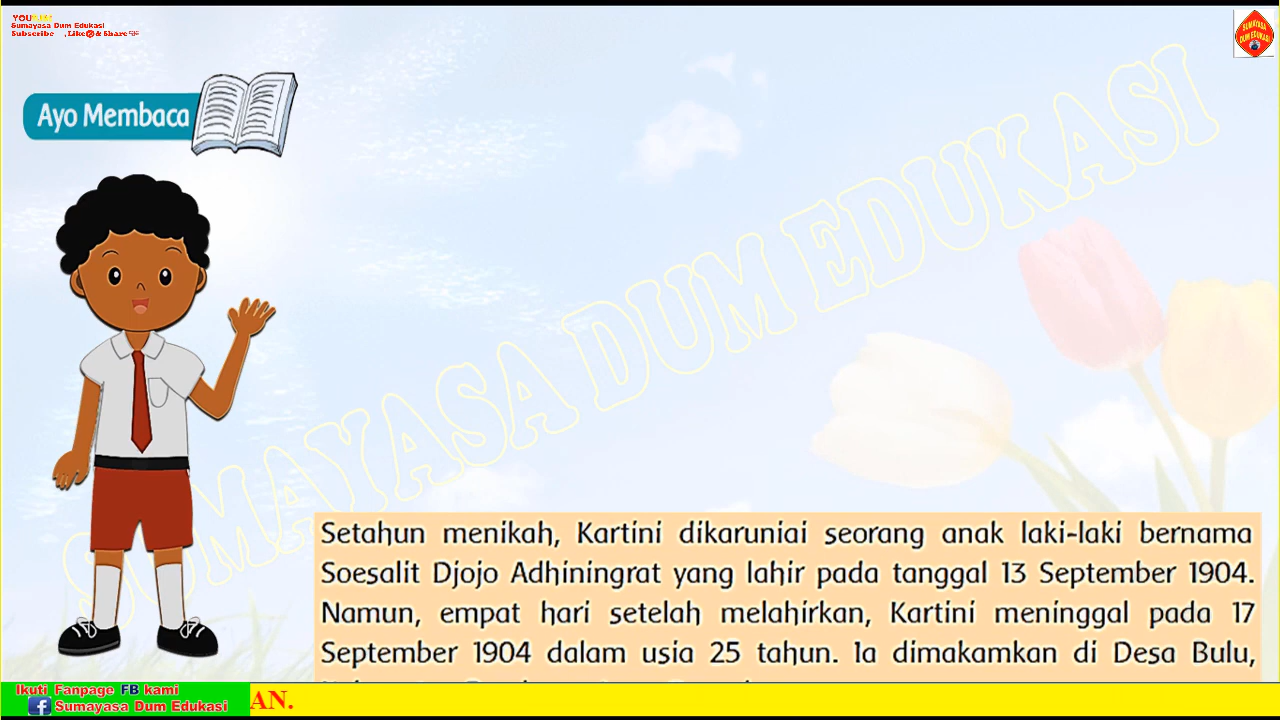 YOUTUBE
Sumayasa Dum Edukasi
Subscribe , Like & Share
SUMAYASA
DUM EDUKASI
Ayo Membaca
SUMAYASA DUM EDUKASI
Setahun menikah, Kartini dikaruniai seorang anak laki-laki bernama
Soesalit Djojo Adhiningrat yang lahir pada tanggal 13 September 1904.
Namun, empat hari setelah melahirkan, Kartini meninggal pada 17
September 1904 dalam usia 25 tahun. Ia dimakamkan di Desa Bulu,
Ikuti Fanpage FB kami
Sumayasa Dum Edukasi
AN.